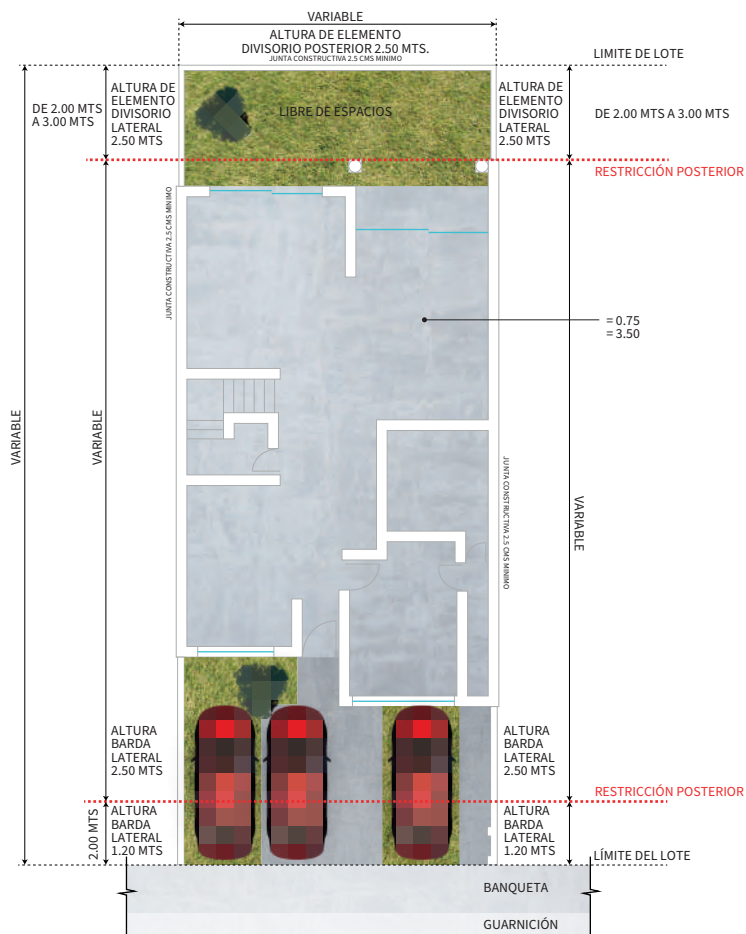 VARIABLE
ALTURA DE ELEMENTO
DIVISORIO POSTERIOR 2.50 MTS.
JUNTA CONSTRUCTIVA 2.5 CMS MINIMO
LIMITE DE LOTE
DE 2.00 MTS
A 3.00 MTS
ALTURA DE
ELEMENTO
DIVISORIO
LATERAL
2.50 MTS
LIBRE DE ESPACIOS
ALTURA DE
ELEMENTO
DIVISORIO
LATERAL
2.50 MTS
DE 2.00 MTS A 3.00 MTS
RESTRICCIÓN POSTERIOR
JUNTA CONSTRUCTIVA 2.5 CMS MINIMO
= 0.75
= 3.50
VARIABLE
VARIABLE
JUNTA CONSTRUCTIVA 2.5 CMS MINIMO
VARIABLE
ALTURA
BARDA
LATERAL
2.50 MTS
ALTURA
BARDA
LATERAL
2.50 MTS
RESTRICCIÓN POSTERIOR
2.00 MTS
ALTURA
BARDA
LATERAL
1.20 MTS
ALTURA
BARDA
LATERAL
1.20 MTS
LÍMITE DEL LOTE
BANQUETA
GUARNICIÓN